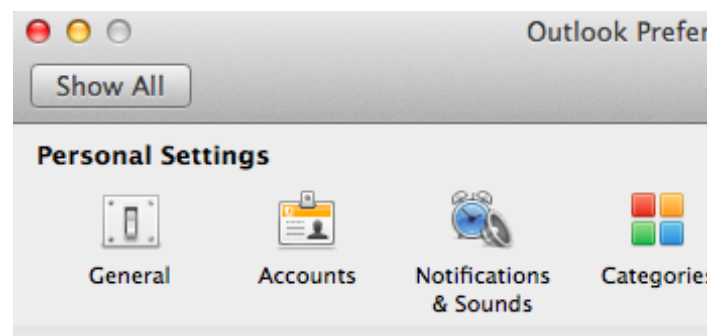 Outlook Prefer
Show All
Personal Settings
General
Accounts
Notifications
& Sounds
Categories